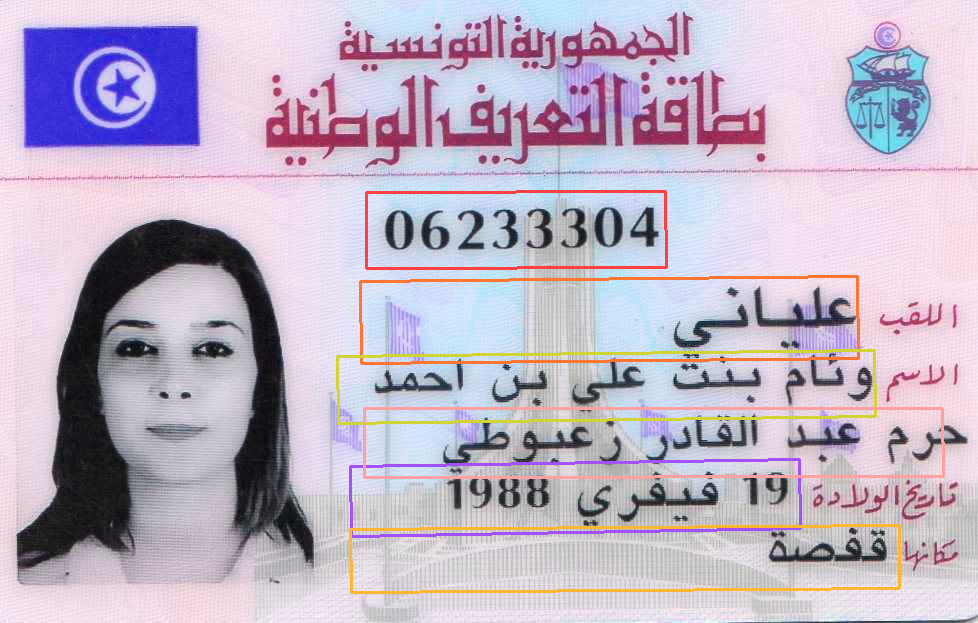 الجمهورية التونسية
بطاقة التعريف الوطنية
06233304
اللقب علياني
الاسم وئام بنت علي بن احمد
حرم عبد القادر زعبوطي
تاريخ الولادة 19 فيفري 1988
مكانها قفصة